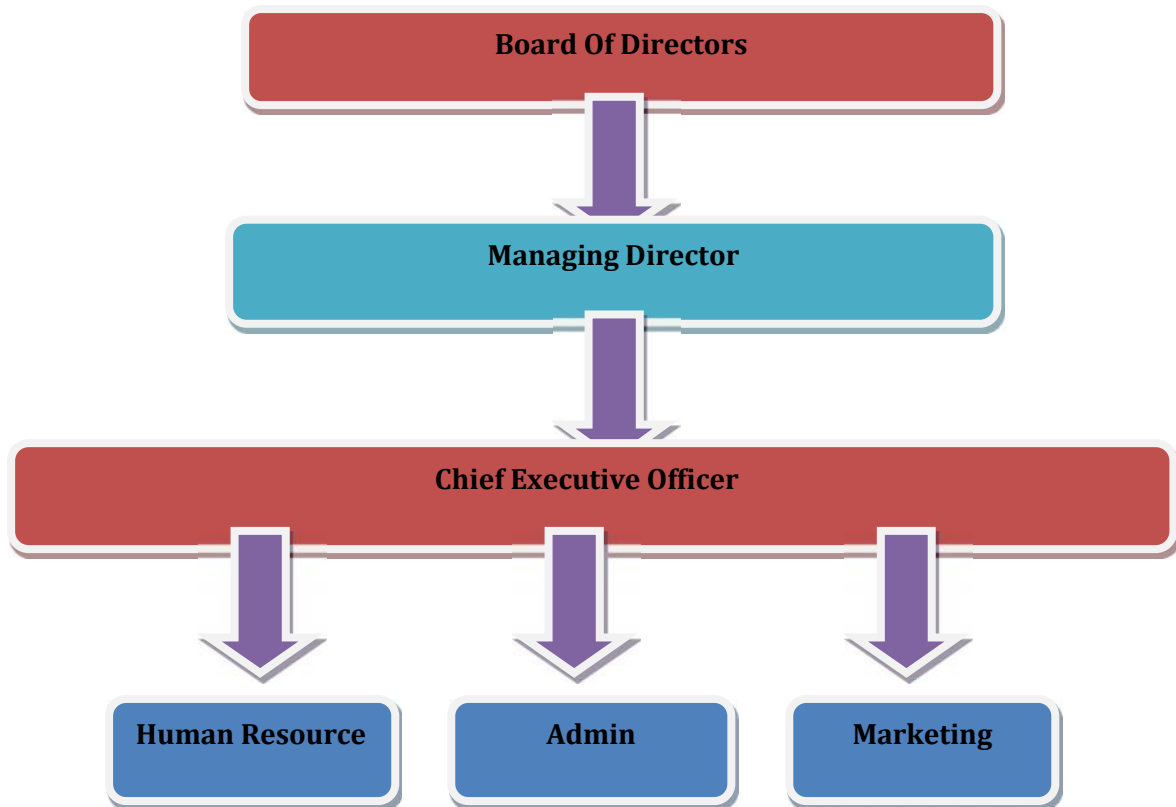 Board Of Directors
Managing Director
Chief Executive Officer
Human Resource
Admin
Marketing